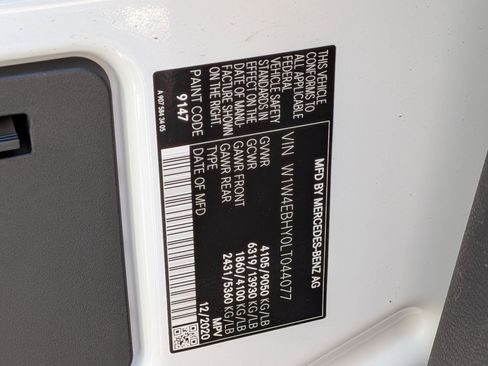 MFD BY MERCEDES-BENZ AG
VIN W1W4EBHY0LT044077
GVWR 4105/9050 KG/LB
GCWR 6319/13930 KG/LB
GAWR FRONT 1860/4100 KG/LB
GAWR REAR 2431/5360 KG/LB
TYPE MPV
DATE OF MFD 12/2020
THIS VEHICLE
CONFORMS TO
ALL APPLICABLE
FEDERAL
VEHICLE SAFETY
STANDARDS IN
EFFECT ON THE
DATE OF MANU-
FACTURE SHOWN
ON THE RIGHT.
PAINT CODE
9147
A 907 584 34 05